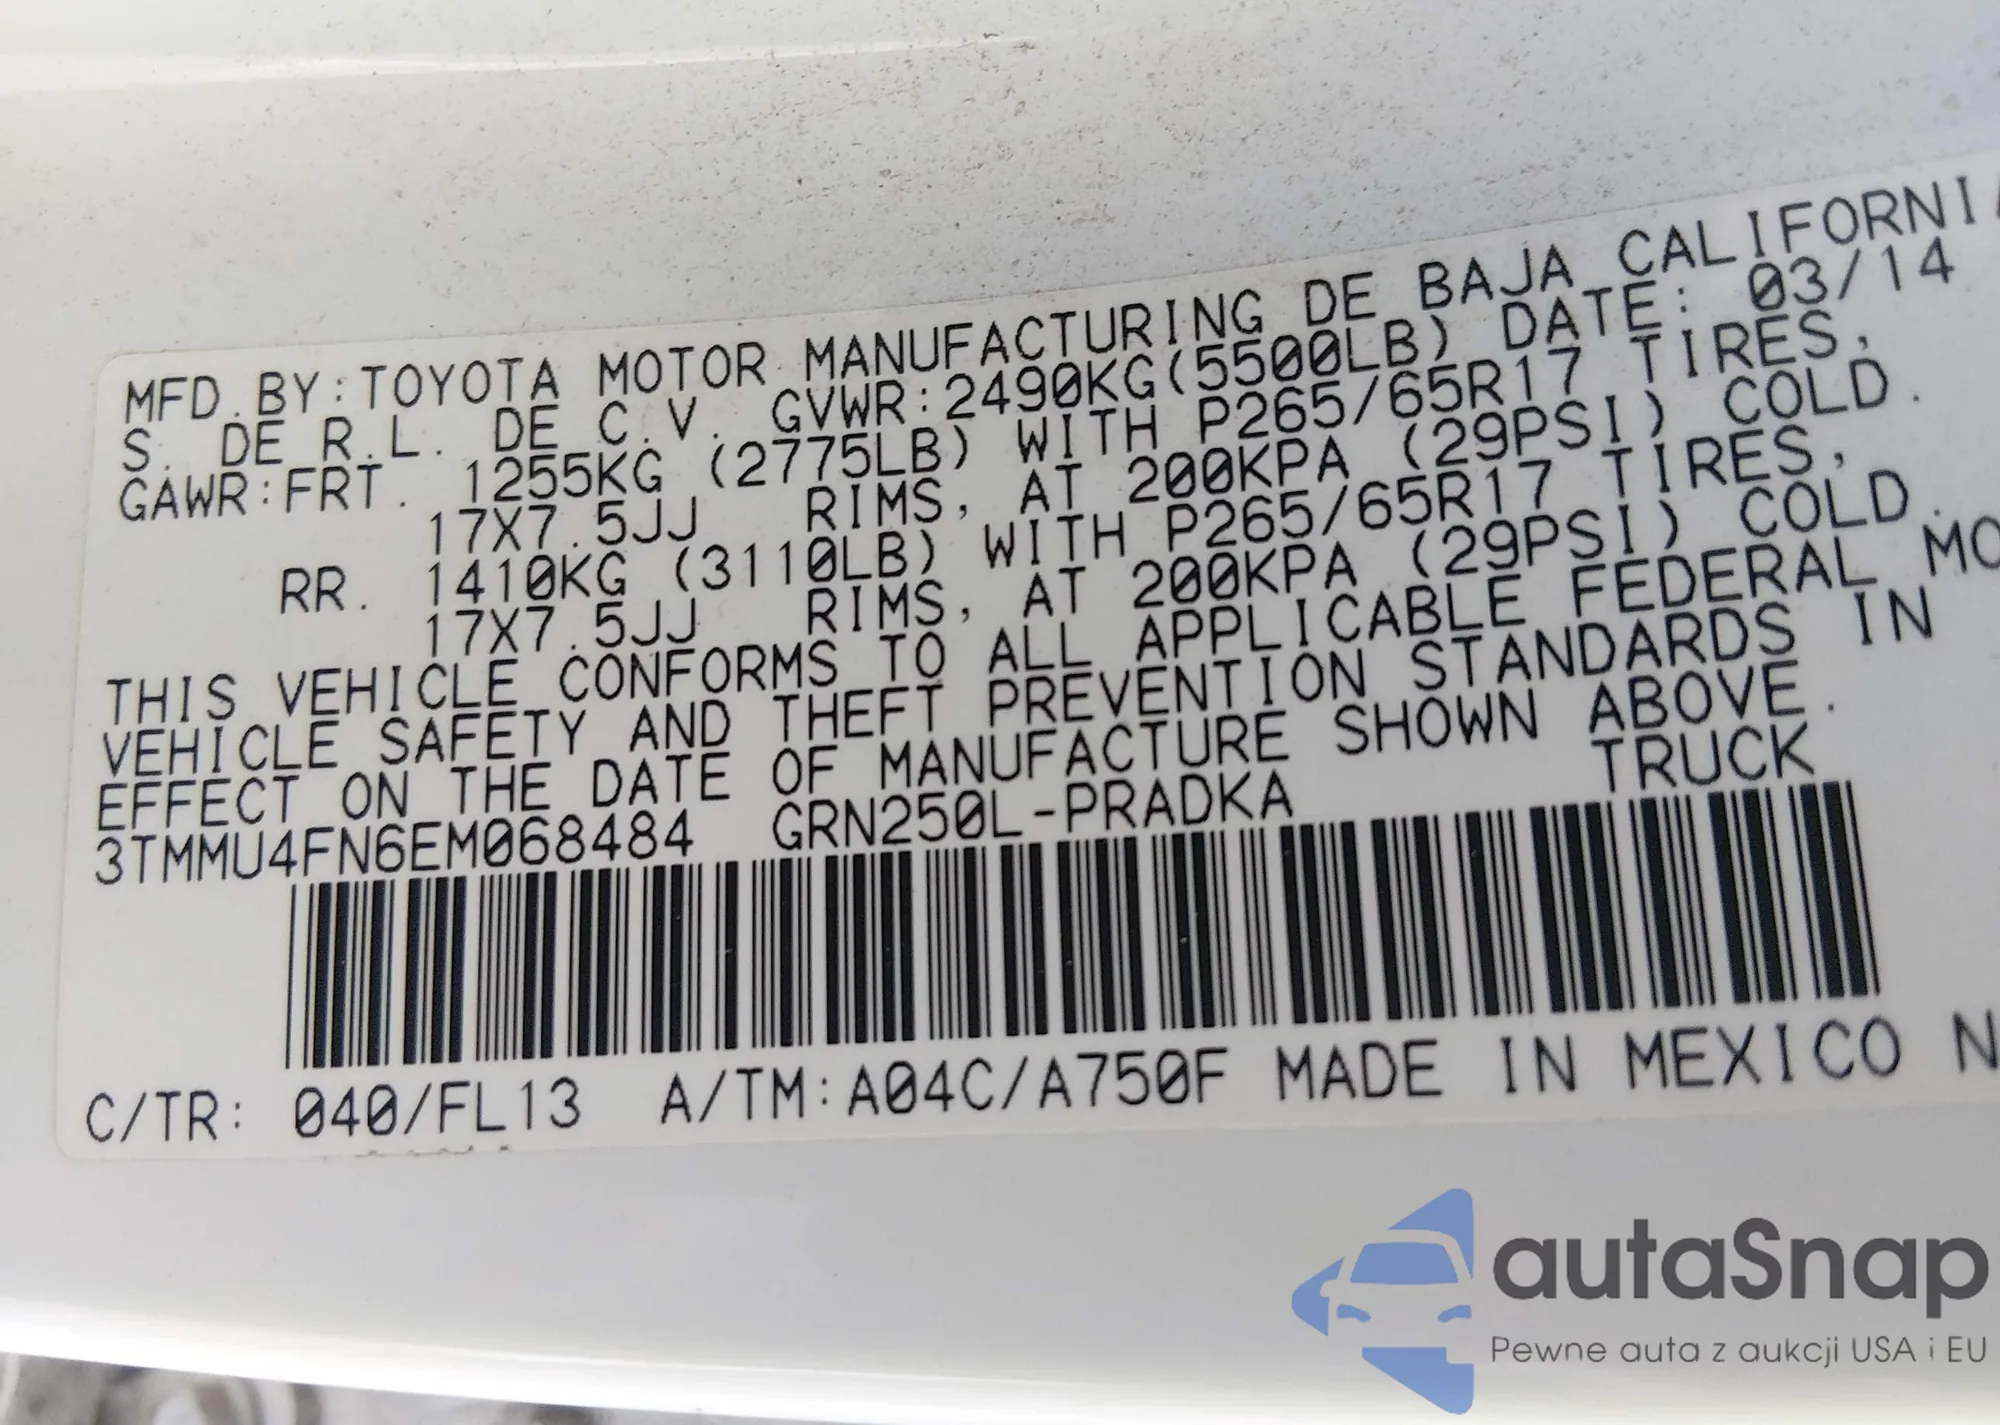 MFD.BY:TOYOTA MOTOR MANUFACTURING DE BAJA CALIFORNIA
S. DE R.L. DE C.V. GVWR:2490KG(5500LB) DATE: 03/14
GAWR:FRT. 1255KG (2775LB) WITH P265/65R17 TIRES,
17X7.5JJ RIMS, AT 200KPA (29PSI) COLD.
RR. 1410KG (3110LB) WITH P265/65R17 TIRES,
17X7.5JJ RIMS, AT 200KPA (29PSI) COLD.
THIS VEHICLE CONFORMS TO ALL APPLICABLE FEDERAL MO
VEHICLE SAFETY AND THEFT PREVENTION STANDARDS IN
EFFECT ON THE DATE OF MANUFACTURE SHOWN ABOVE.
3TMMU4FN6EM068484 GRN250L-PRADKA TRUCK
C/TR: 040/FL13 A/TM:A04C/A750F MADE IN MEXICO N
autaSnap
Pewne auta z aukcji USA i EU